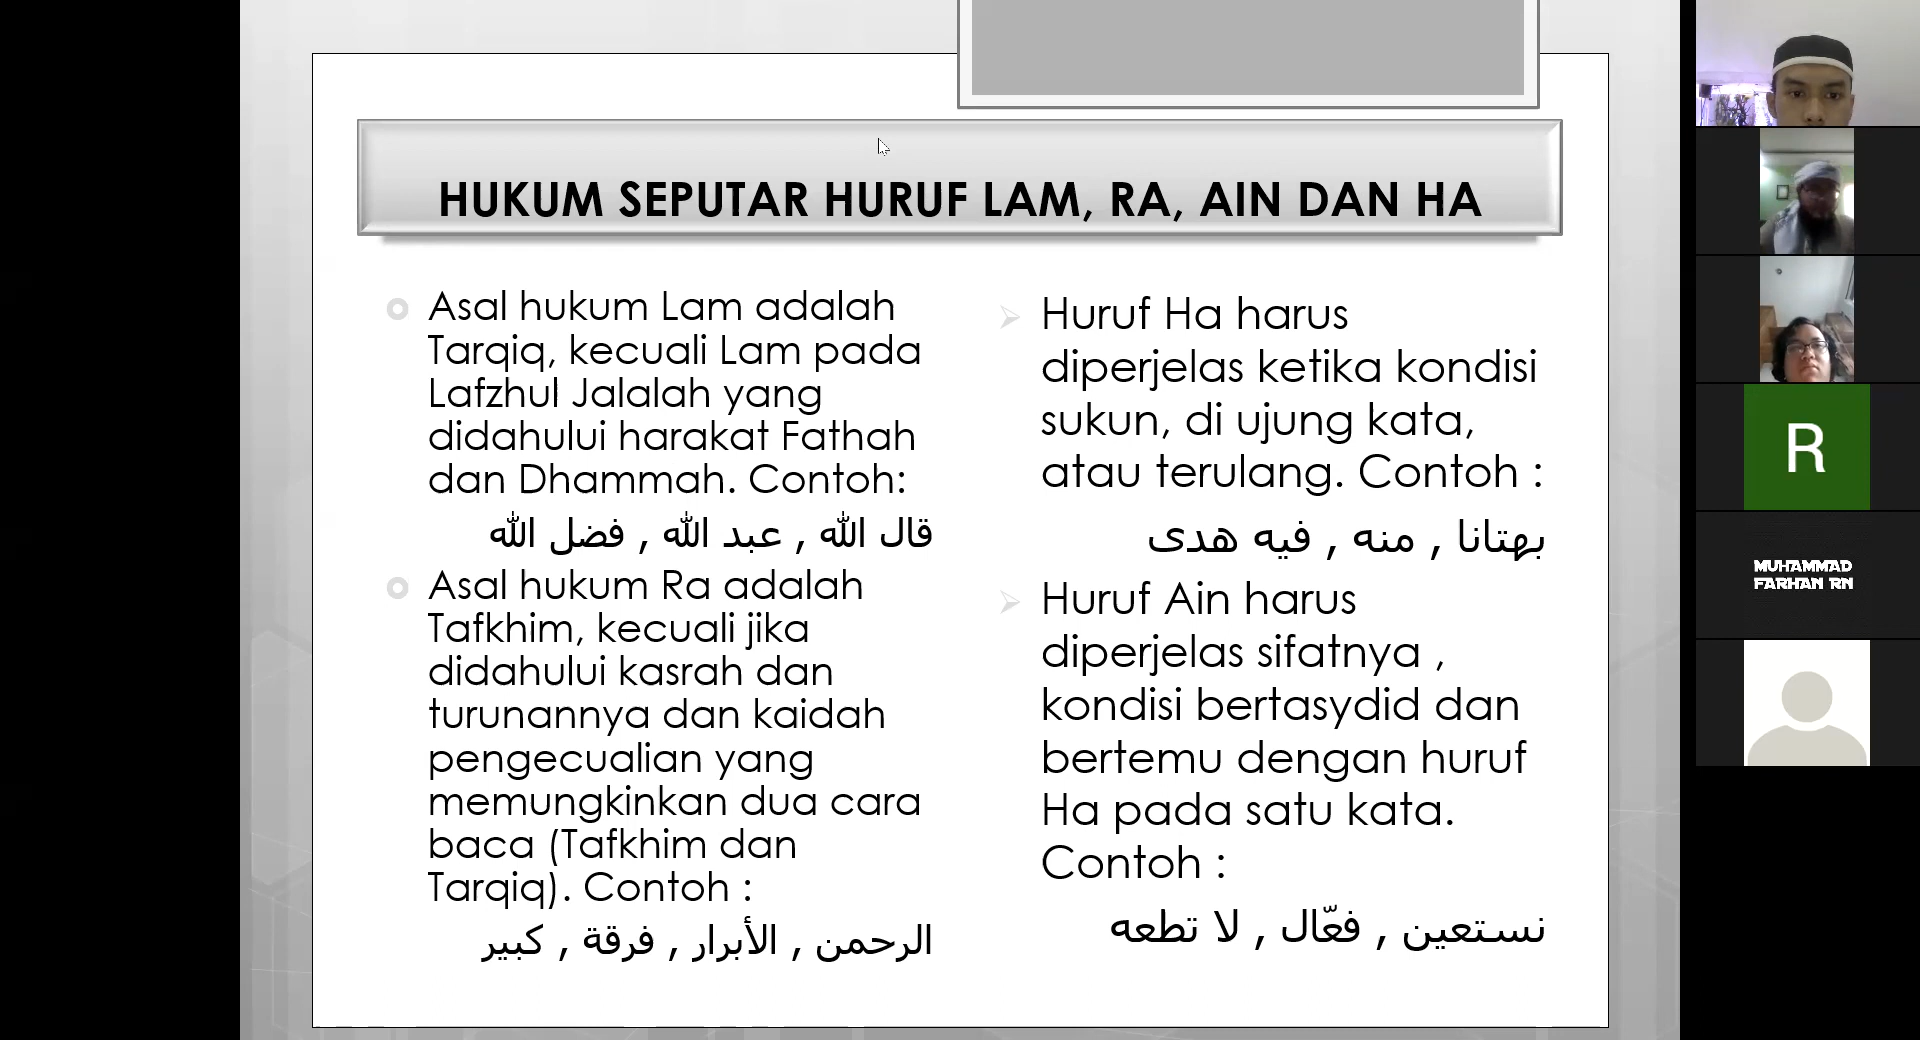 HUKUM SEPUTAR HURUF LAM, RA, AIN DAN HA
Asal hukum Lam adalah
Tarqiq, kecuali Lam pada
Lafzhul Jalalah yang
didahului harakat Fathah
dan Dhammah. Contoh:
قال الله , عبد الله , فضل الله
Asal hukum Ra adalah
Tafkhim, kecuali jika
didahului kasrah dan
turunannya dan kaidah
pengecualian yang
memungkinkan dua cara
baca (Tafkhim dan
Tarqiq). Contoh :
الرحمن , الأبرار , فرقة , كبير
Huruf Ha harus
diperjelas ketika kondisi
sukun, di ujung kata,
atau terulang. Contoh :
بهتانا , منه , فيه هدى
Huruf Ain harus
diperjelas sifatnya ,
kondisi bertasydid dan
bertemu dengan huruf
Ha pada satu kata.
Contoh :
نستعين , فعّال , لا تطعه
R
MUHAMMAD
FARHAN RN